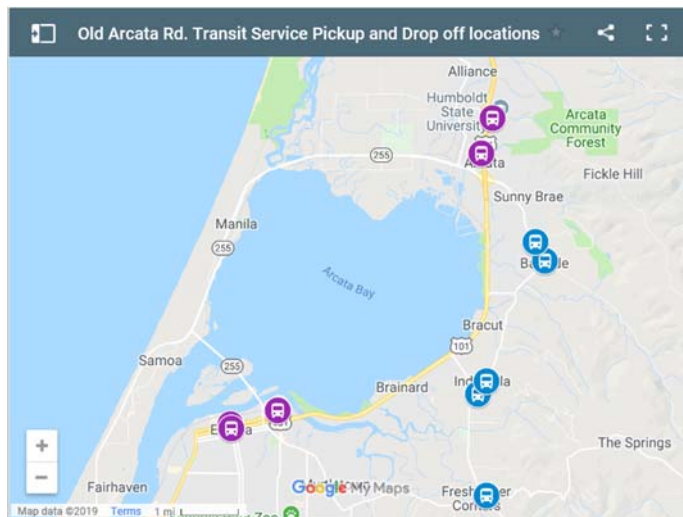 Old Arcata Rd. Transit Service Pickup and Drop off locations
Alliance
Humboldt
State
University
Arcata
Community
Forest
255
Fickle Hill
Sunny Brae
Manila
255
Arcata Bay
Bracut
101
Samoa
255
Brainard
The Springs
+
−
Fairhaven
Google My Maps
Map data ©2019 Terms 1 mi